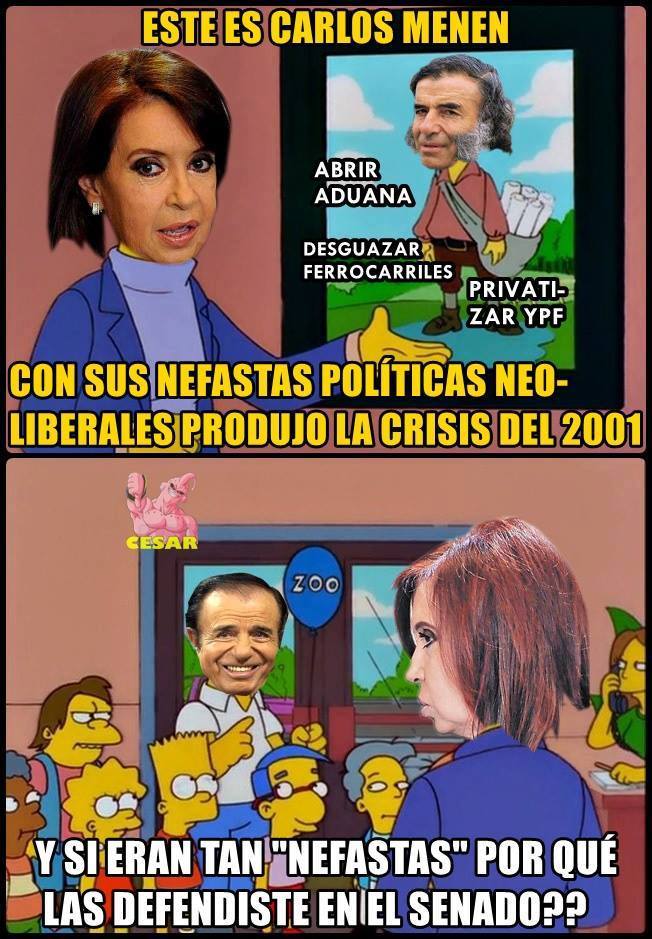 ESTE ES CARLOS MENEN
ABRIR
ADUANA
DESGUAZAR
FERROCARRILES
PRIVATI-
ZAR YPF
CON SUS NEFASTAS POLÍTICAS NEO-
LIBERALES PRODUJO LA CRISIS DEL 2001
CESAR
ZOO
Y SI ERAN TAN "NEFASTAS" POR QUÉ
LAS DEFENDISTE EN EL SENADO??